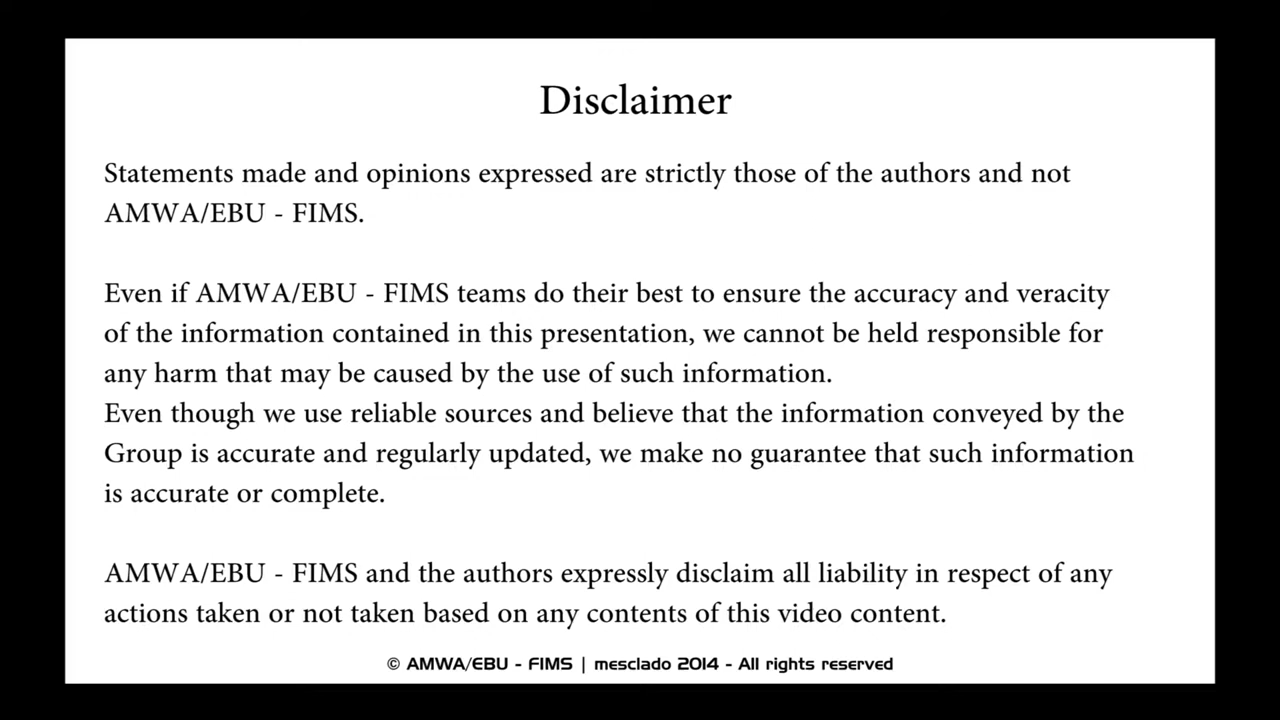 Disclaimer
Statements made and opinions expressed are strictly those of the authors and not
AMWA/EBU - FIMS.
Even if AMWA/EBU - FIMS teams do their best to ensure the accuracy and veracity
of the information contained in this presentation, we cannot be held responsible for
any harm that may be caused by the use of such information.
Even though we use reliable sources and believe that the information conveyed by the
Group is accurate and regularly updated, we make no guarantee that such information
is accurate or complete.
AMWA/EBU - FIMS and the authors expressly disclaim all liability in respect of any
actions taken or not taken based on any contents of this video content.
© AMWA/EBU - FIMS | mesclado 2014 - All rights reserved